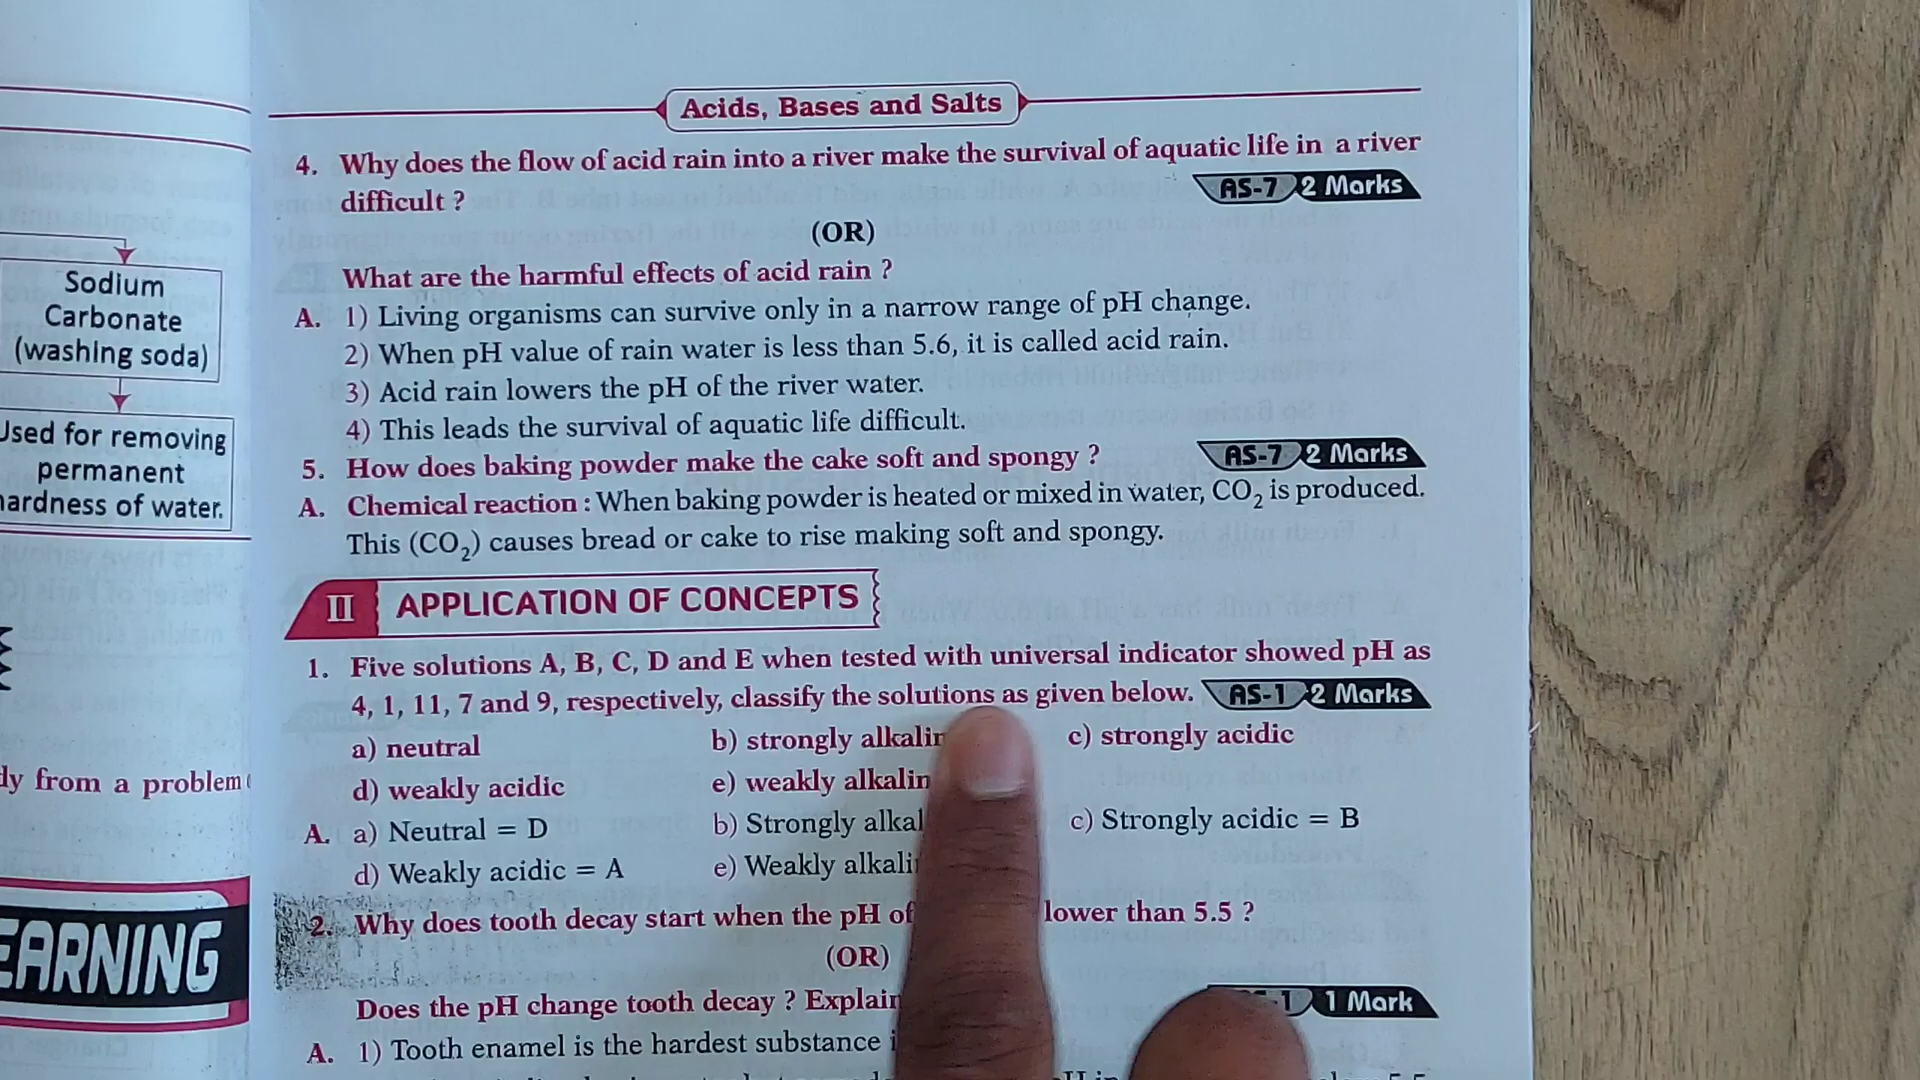 Sodium
Carbonate
(washing soda)
Used for removing
permanent
hardness of water.
from a problem
Acids, Bases and Salts
4. Why does the flow of acid rain into a river make the survival of aquatic life in a river
difficult ? AS-7 2 Marks
(OR)
What are the harmful effects of acid rain ?
A. 1) Living organisms can survive only in a narrow range of pH change.
2) When pH value of rain water is less than 5.6, it is called acid rain.
3) Acid rain lowers the pH of the river water.
4) This leads the survival of aquatic life difficult.
5. How does baking powder make the cake soft and spongy ? AS-7 2 Marks
A. Chemical reaction : When baking powder is heated or mixed in water, CO₂ is produced.
This (CO₂) causes bread or cake to rise making soft and spongy.
III APPLICATION OF CONCEPTS
1. Five solutions A, B, C, D and E when tested with universal indicator showed pH as
4, 1, 11, 7 and 9, respectively, classify the solutions as given below. AS-1 2 Marks
a) neutral b) strongly c) strongly acidic
d) weakly acidic e) weakly
A. a) Neutral = D b) Strongly c) Strongly acidic = B
d) Weakly acidic = A e) Weakly
2. Why does tooth decay start when the pH of lower than 5.5 ?
(OR)
Does the pH change tooth decay ? Explain 1 Mark
A. 1) Tooth enamel is the hardest substance